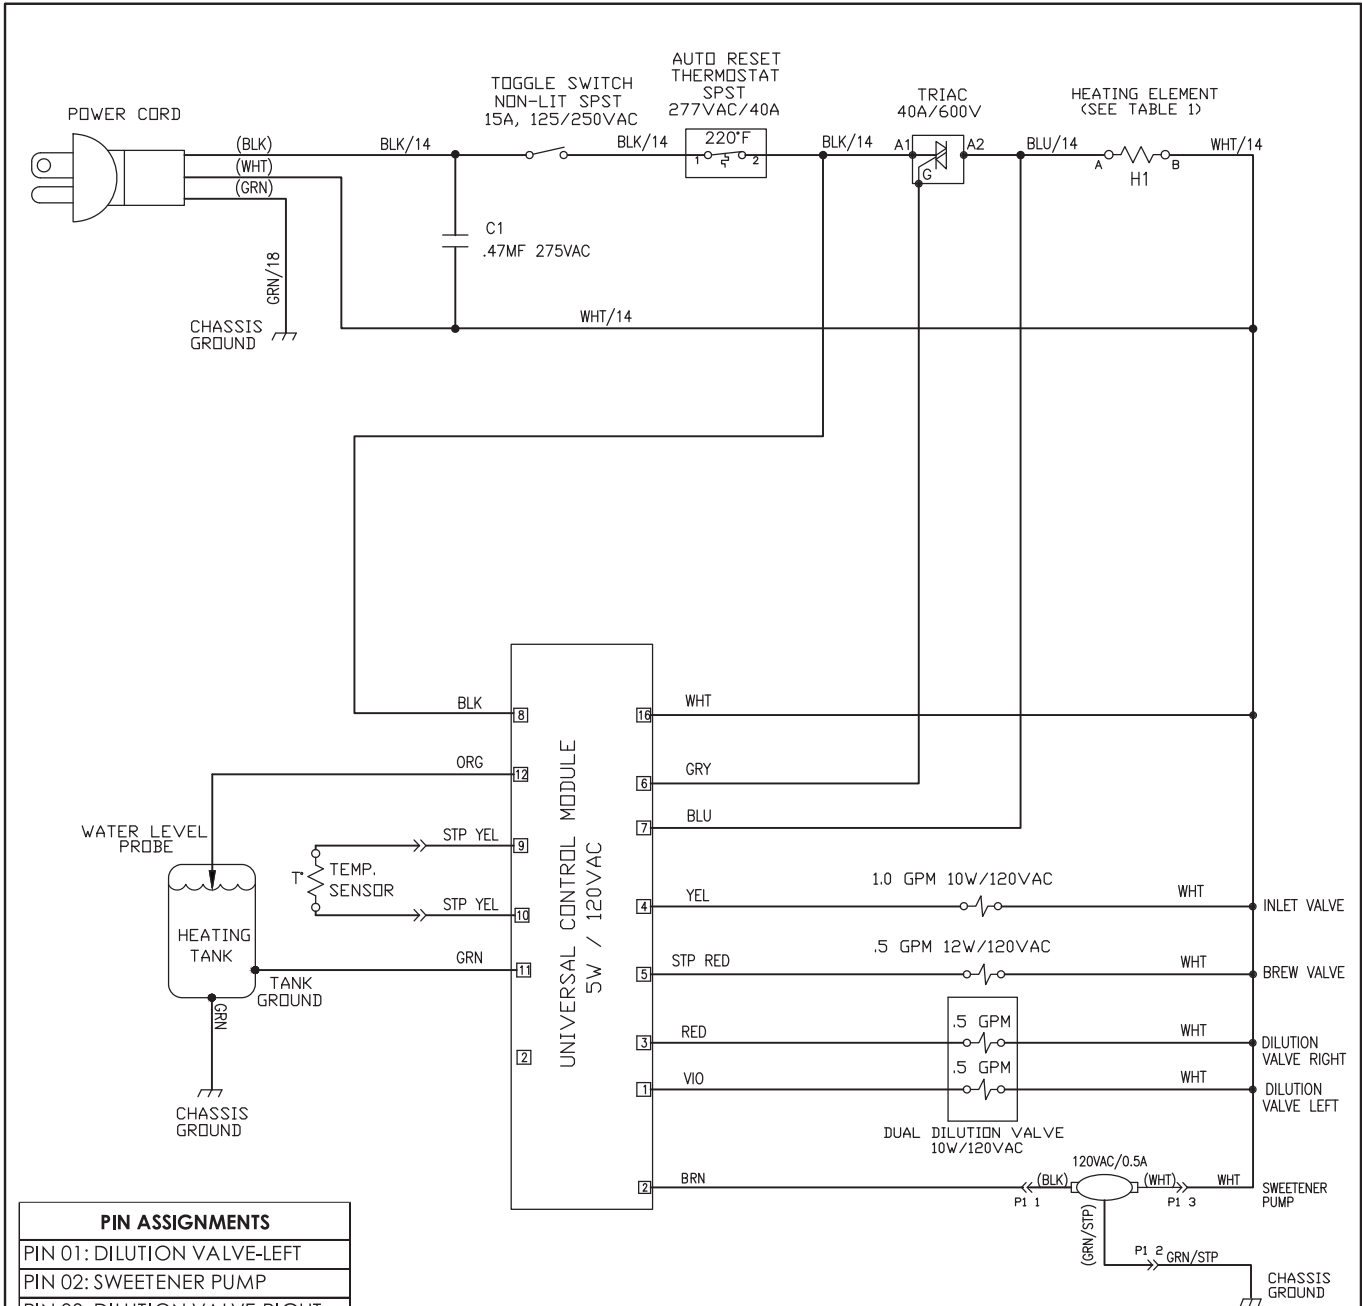 POWER CORD
TOGGLE SWITCH
NON-LIT SPST
15A, 125/250VAC
AUTO RESET
THERMOSTAT
SPST
277VAC/40A
TRIAC
40A/600V
HEATING ELEMENT
(SEE TABLE 1)
(BLK)
(WHT)
(GRN)
BLK/14
BLK/14
220°F
1
2
BLK/14
A1
A2
G
BLU/14
A
B
H1
WHT/14
C1
.47MF 275VAC
GRN/18
CHASSIS
GROUND
WHT/14
UNIVERSAL CONTROL MODULE
5W / 120VAC
BLK
8
ORG
12
STP YEL
9
STP YEL
10
GRN
11
2
WATER LEVEL
PROBE
T°
TEMP.
SENSOR
HEATING
TANK
TANK
GROUND
GRN
CHASSIS
GROUND
16
WHT
6
GRY
7
BLU
4
YEL
1.0 GPM 10W/120VAC
WHT
INLET VALVE
5
STP RED
.5 GPM 12W/120VAC
WHT
BREW VALVE
3
RED
.5 GPM
WHT
DILUTION
VALVE RIGHT
1
VIO
.5 GPM
WHT
DILUTION
VALVE LEFT
DUAL DILUTION VALVE
10W/120VAC
2
BRN
120VAC/0.5A
(BLK)
(WHT)
WHT
P1 1
P1 3
SWEETENER
PUMP
(GRN/STP)
P1 2
GRN/STP
CHASSIS
GROUND
PIN ASSIGNMENTS
PIN 01: DILUTION VALVE-LEFT
PIN 02: SWEETENER PUMP
PIN 03: DILUTION VALVE-RIGHT